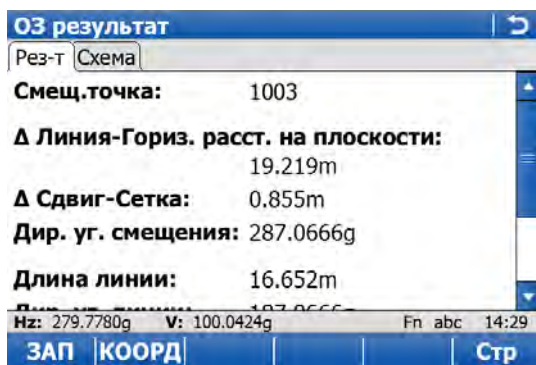 ОЗ результат
Рез-т Схема
Смещ.точка: 1003
Δ Линия-Гориз. расст. на плоскости:
19.219m
Δ Сдвиг-Сетка: 0.855m
Дир. уг. смещения: 287.0666g
Длина линии: 16.652m
Hz: 279.7780g V: 100.0424g Fn abc 14:29
ЗАП КООРД Стр